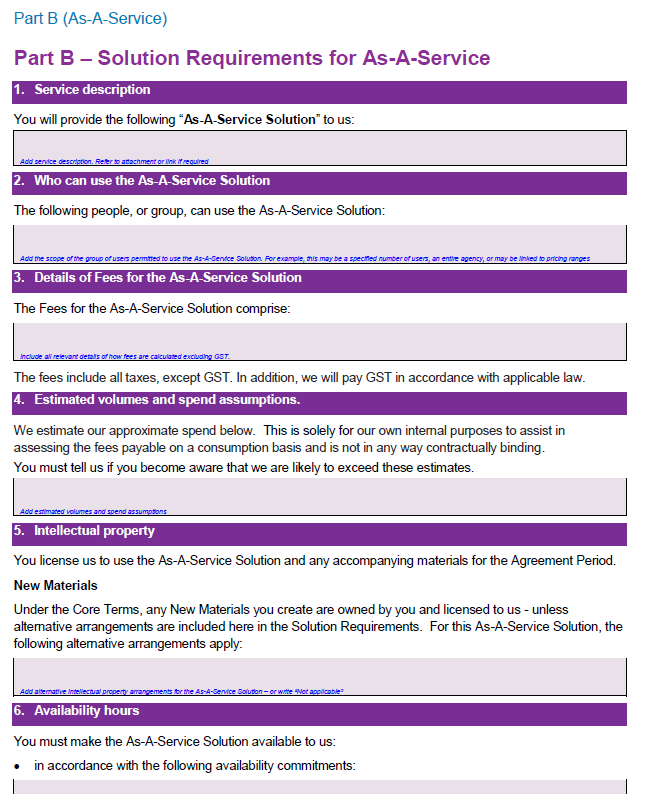 Part B (As-A-Service)
Part B – Solution Requirements for As-A-Service
1. Service description
You will provide the following “As-A-Service Solution” to us:
Add service description. Refer to attachment or link if required
2. Who can use the As-A-Service Solution
The following people, or group, can use the As-A-Service Solution:
Add the scope of the group of users permitted to use the As-A-Service Solution. For example, this may be a specified number of users, an entire agency, or may be linked to pricing ranges
3. Details of Fees for the As-A-Service Solution
The Fees for the As-A-Service Solution comprise:
Include all relevant details of how fees are calculated excluding GST.
The fees include all taxes, except GST. In addition, we will pay GST in accordance with applicable law.
4. Estimated volumes and spend assumptions.
We estimate our approximate spend below. This is solely for our own internal purposes to assist in
assessing the fees payable on a consumption basis and is not in any way contractually binding.
You must tell us if you become aware that we are likely to exceed these estimates.
Add estimated volumes and spend assumptions
5. Intellectual property
You license us to use the As-A-Service Solution and any accompanying materials for the Agreement Period.
New Materials
Under the Core Terms, any New Materials you create are owned by you and licensed to us - unless
alternative arrangements are included here in the Solution Requirements. For this As-A-Service Solution, the
following alternative arrangements apply:
Add alternative intellectual property arrangements for the As-A-Service Solution – or write “Not applicable”
6. Availability hours
You must make the As-A-Service Solution available to us:
• in accordance with the following availability commitments: